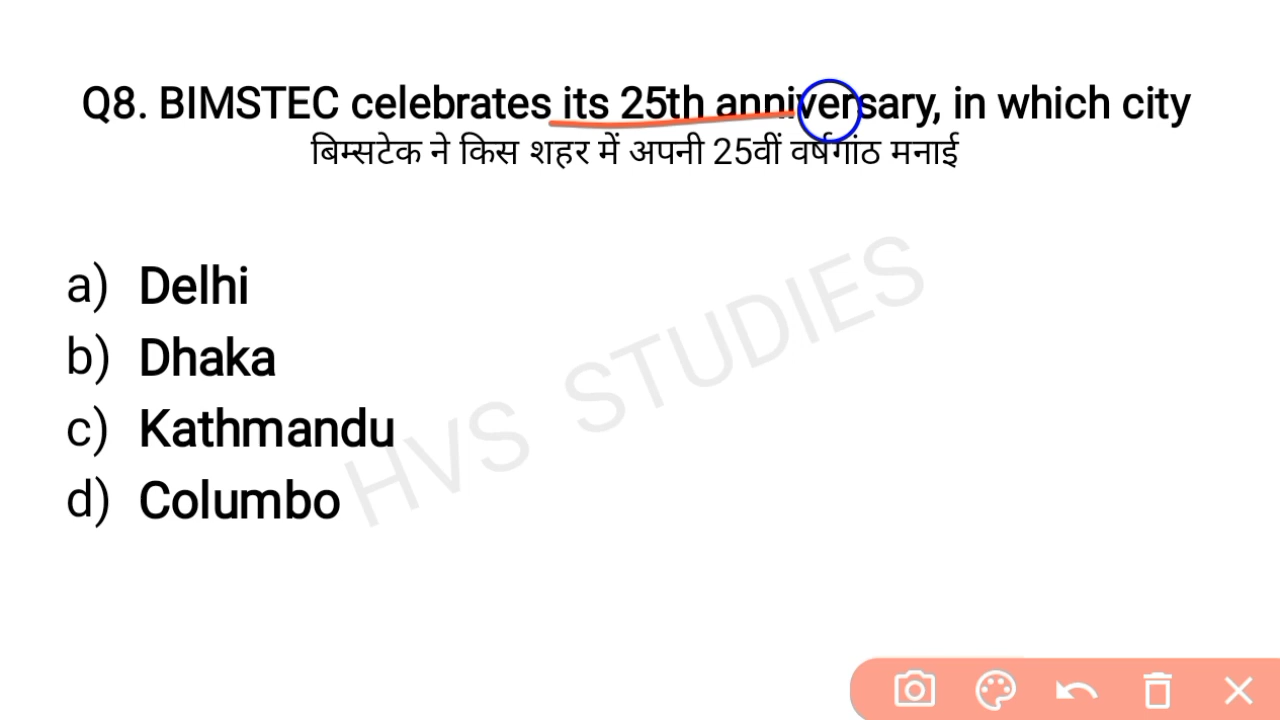 Q8. BIMSTEC celebrates its 25th anniversary, in which city
बिम्सटेक ने किस शहर में अपनी 25वीं वर्षगांठ मनाई
a) Delhi
b) Dhaka
c) Kathmandu
d) Columbo
HVS STUDIES